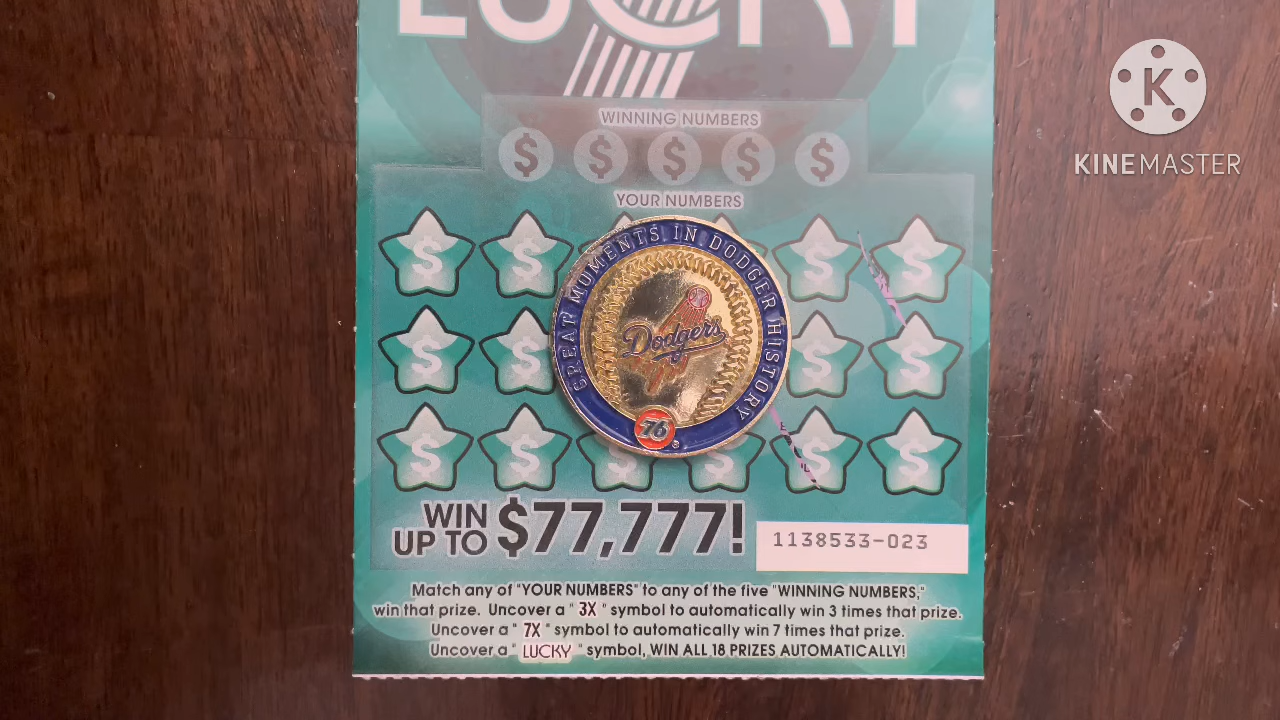 LUCKY
KINEMASTER
WINNING NUMBERS
$ $ $ $ $
YOUR NUMBERS
$ $ $ $
GREAT MOMENTS IN DODGER HISTORY
Dodgers
76®
$ $ $ $
$ $ $ $ $ $
WIN
UP TO $77,777!
1138533-023
Match any of "YOUR NUMBERS" to any of the five "WINNING NUMBERS,"
win that prize. Uncover a " 3X " symbol to automatically win 3 times that prize.
Uncover a " 7X " symbol to automatically win 7 times that prize.
Uncover a " LUCKY " symbol, WIN ALL 18 PRIZES AUTOMATICALLY!